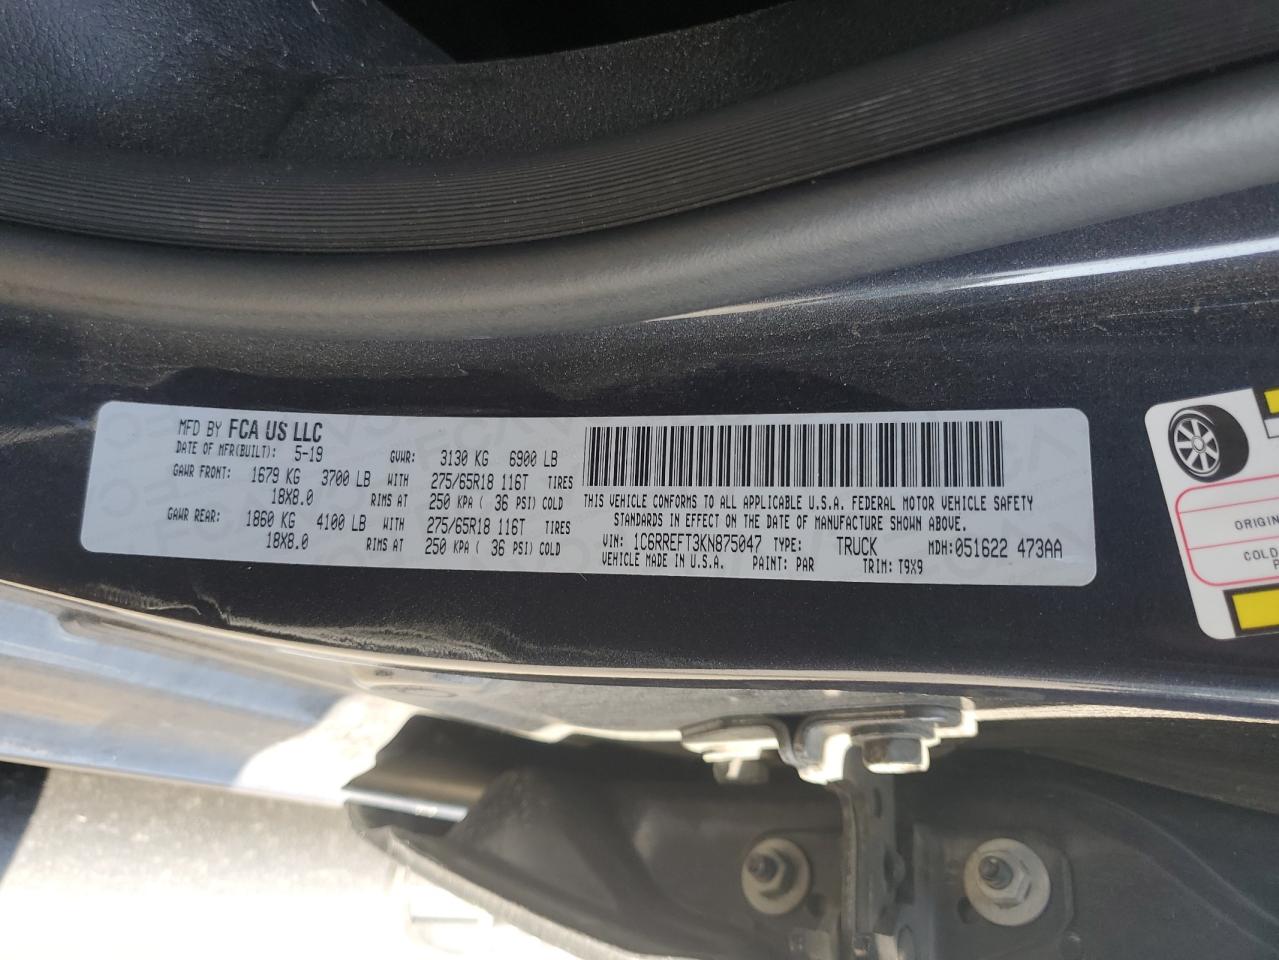 MFD BY FCA US LLC
DATE OF MFR(BUILT): 5-19 GVWR: 3130 KG 6900 LB
GAWR FRONT: 1679 KG 3700 LB WITH 275/65R18 116T TIRES
18X8.0 RIMS AT 250 KPA ( 36 PSI) COLD
GAWR REAR: 1860 KG 4100 LB WITH 275/65R18 116T TIRES
18X8.0 RIMS AT 250 KPA ( 36 PSI) COLD
THIS VEHICLE CONFORMS TO ALL APPLICABLE U.S.A. FEDERAL MOTOR VEHICLE SAFETY
STANDARDS IN EFFECT ON THE DATE OF MANUFACTURE SHOWN ABOVE.
VIN: 1C6RREFT3KN875047 TYPE: TRUCK MDH:051622 473AA
VEHICLE MADE IN U.S.A. PAINT: PAR TRIM: T9X9
ORIGIN
COLD
P